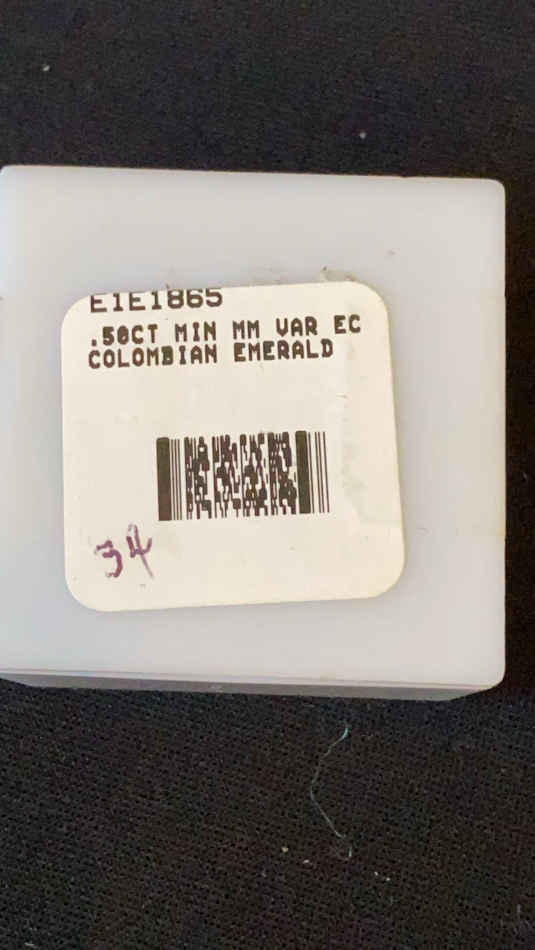 E1E1865
.50CT MIN MM VAR EC
COLOMBIAN EMERALD
34